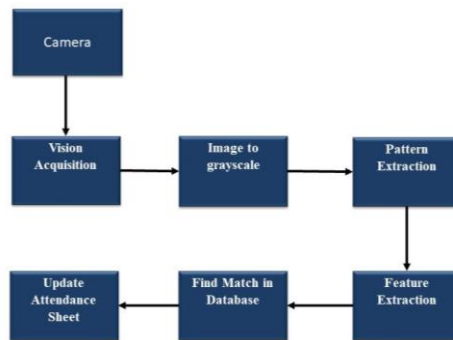 Camera
Vision
Acquisition
Image to
grayscale
Pattern
Extraction
Feature
Extraction
Find Match in
Database
Update
Attendance
Sheet